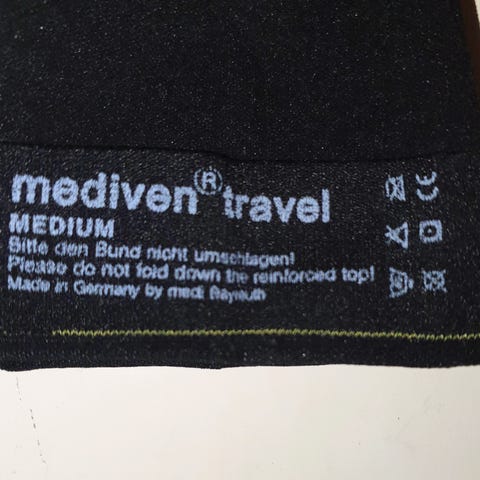 mediven® travel
MEDIUM
Bitte den Bund nicht umschlagen!
Please do not fold down the reinforced top!
Made in Germany by medi Bayreuth
CE